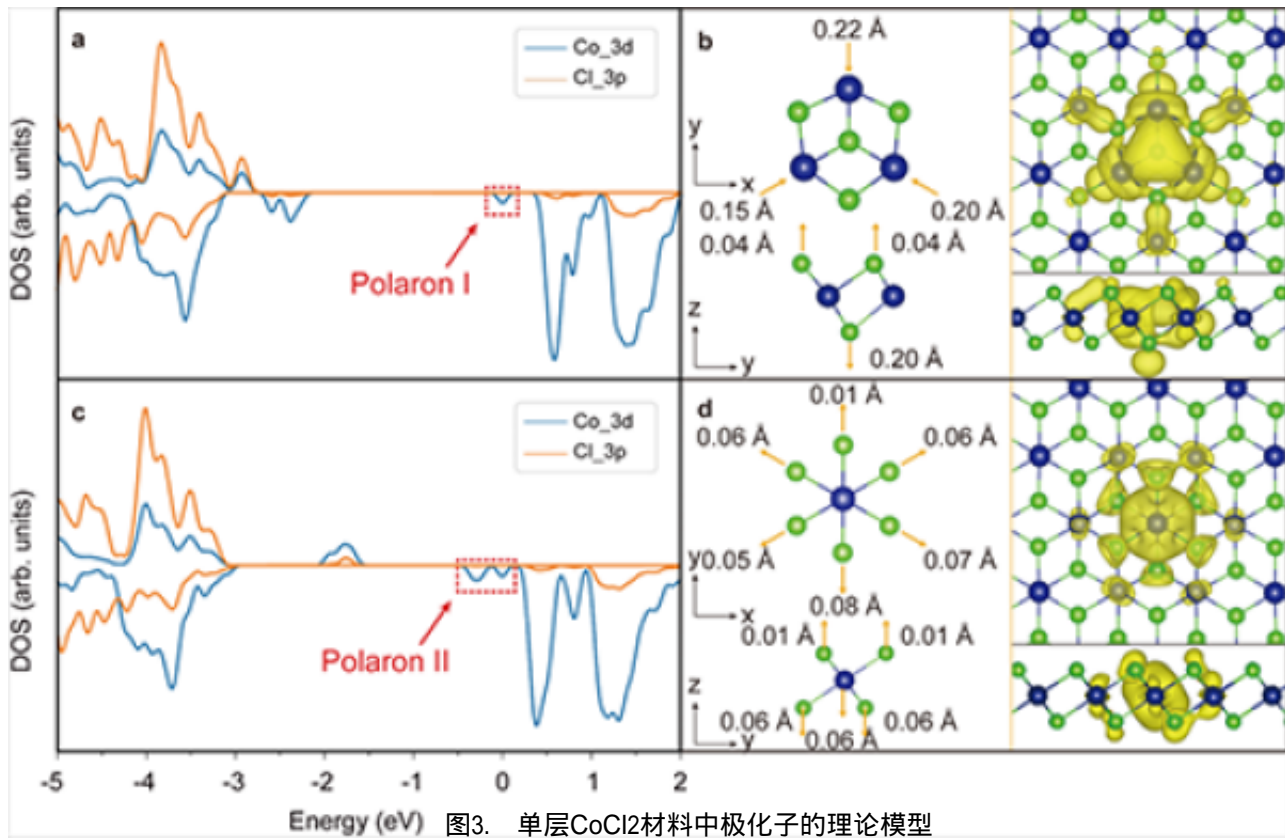 a
Co_3d
Cl_3p
DOS (arb. units)
Polaron I
b
0.22 Å
y
x
0.15 Å
0.20 Å
0.04 Å
0.04 Å
z
y
0.20 Å
c
Co_3d
Cl_3p
DOS (arb. units)
Polaron II
d
0.01 Å
0.06 Å
0.06 Å
y
0.05 Å
0.07 Å
x
0.08 Å
0.01 Å
0.01 Å
z
0.06 Å
0.06 Å
y
0.06 Å
-5 -4 -3 -2 -1 0 1 2
Energy (eV)
图3. 单层CoCl2材料中极化子的理论模型